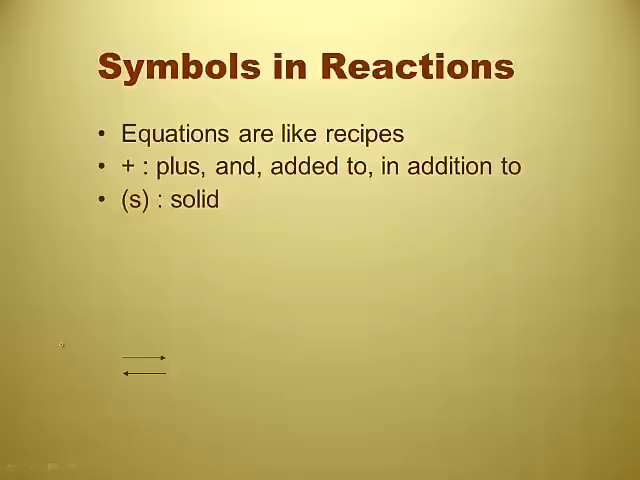 Symbols in Reactions
• Equations are like recipes
• + : plus, and, added to, in addition to
• (s) : solid